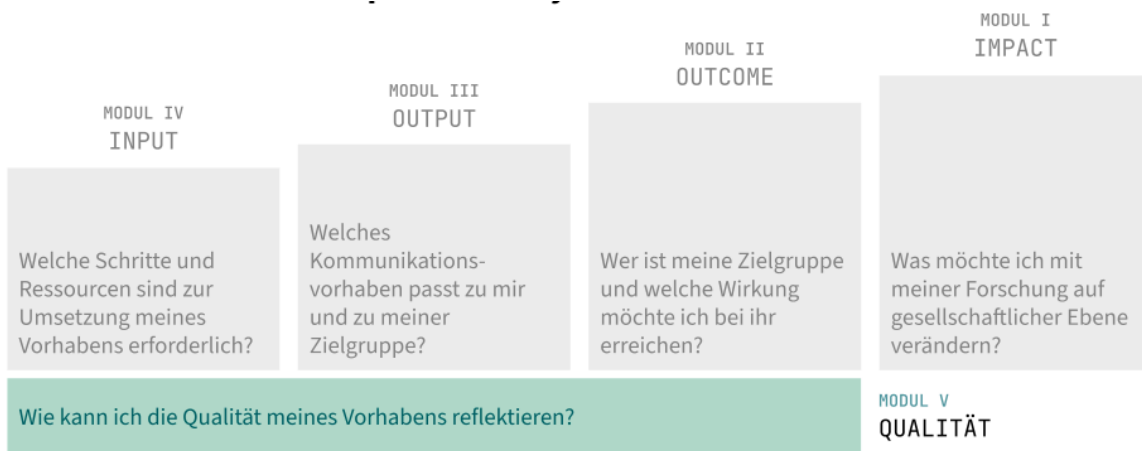 MODUL IV
INPUT
Welche Schritte und
Ressourcen sind zur
Umsetzung meines
Vorhabens erforderlich?
MODUL III
OUTPUT
Welches
Kommunikations-
vorhaben passt zu mir
und zu meiner
Zielgruppe?
MODUL II
OUTCOME
Wer ist meine Zielgruppe
und welche Wirkung
möchte ich bei ihr
erreichen?
MODUL I
IMPACT
Was möchte ich mit
meiner Forschung auf
gesellschaftlicher Ebene
verändern?
Wie kann ich die Qualität meines Vorhabens reflektieren?
MODUL V
QUALITÄT